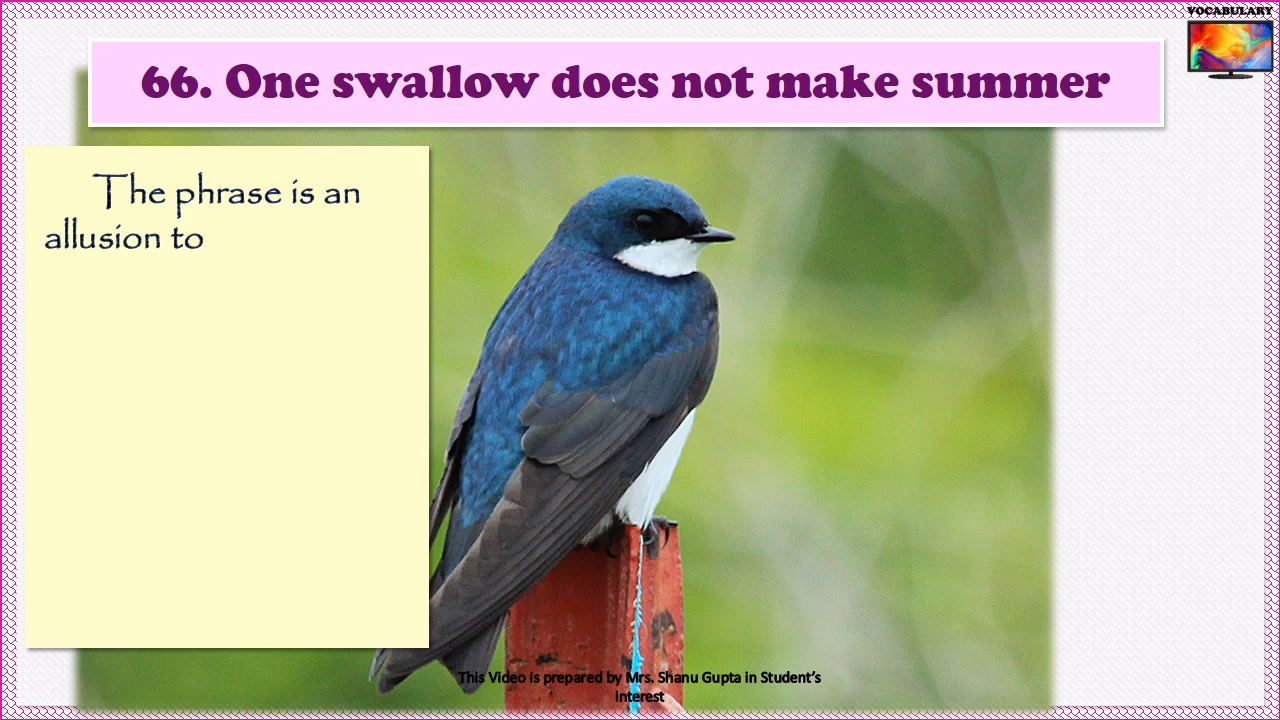 VOCABULARY
66. One swallow does not make summer
The phrase is an
allusion to
This Video is prepared by Mrs. Shanu Gupta in Student’s
interest